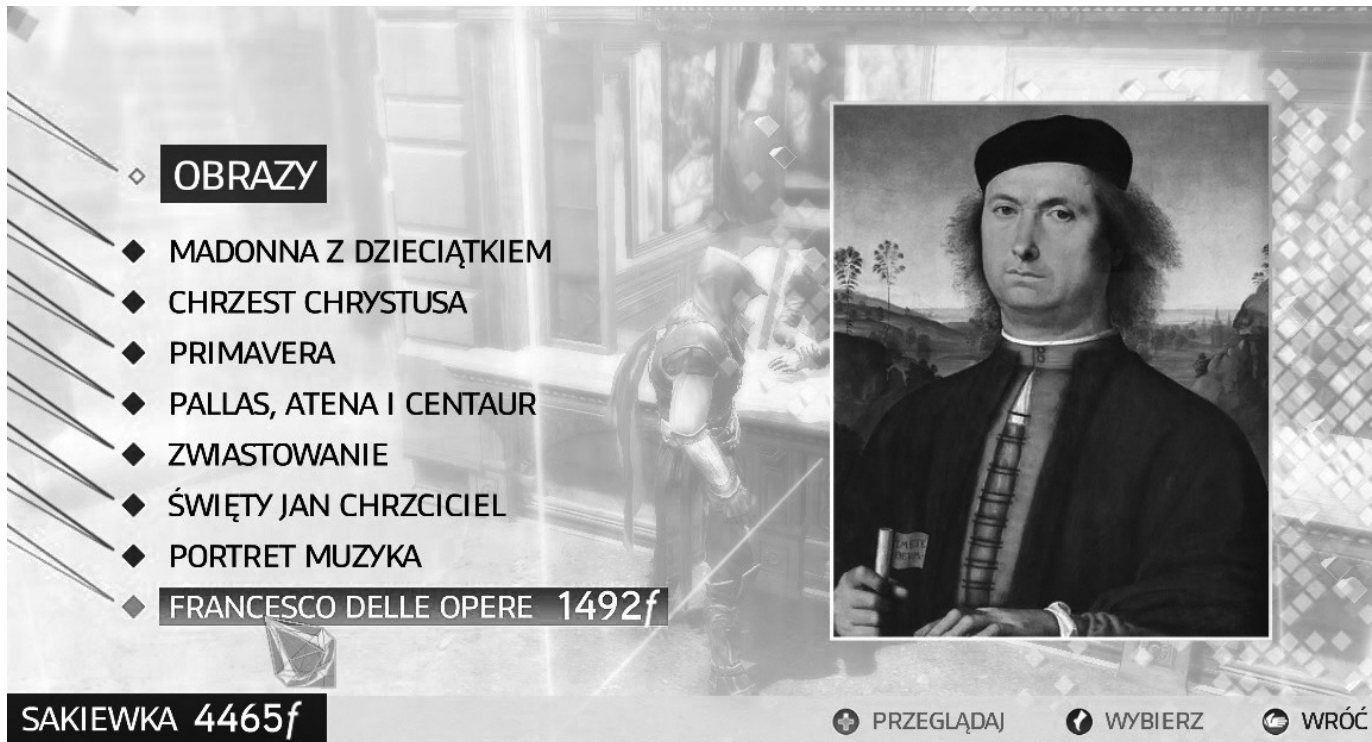 OBRAZY
MADONNA Z DZIECIĄTKIEM
CHRZEST CHRYSTUSA
PRIMAVERA
PALLAS, ATENA I CENTAUR
ZWIASTOWANIE
ŚWIĘTY JAN CHRZCICIEL
PORTRET MUZYKA
FRANCESCO DELLE OPERE 1492f
SAKIEWKA 4465f
PRZEGLĄDAJ WYBIERZ WRÓĆ